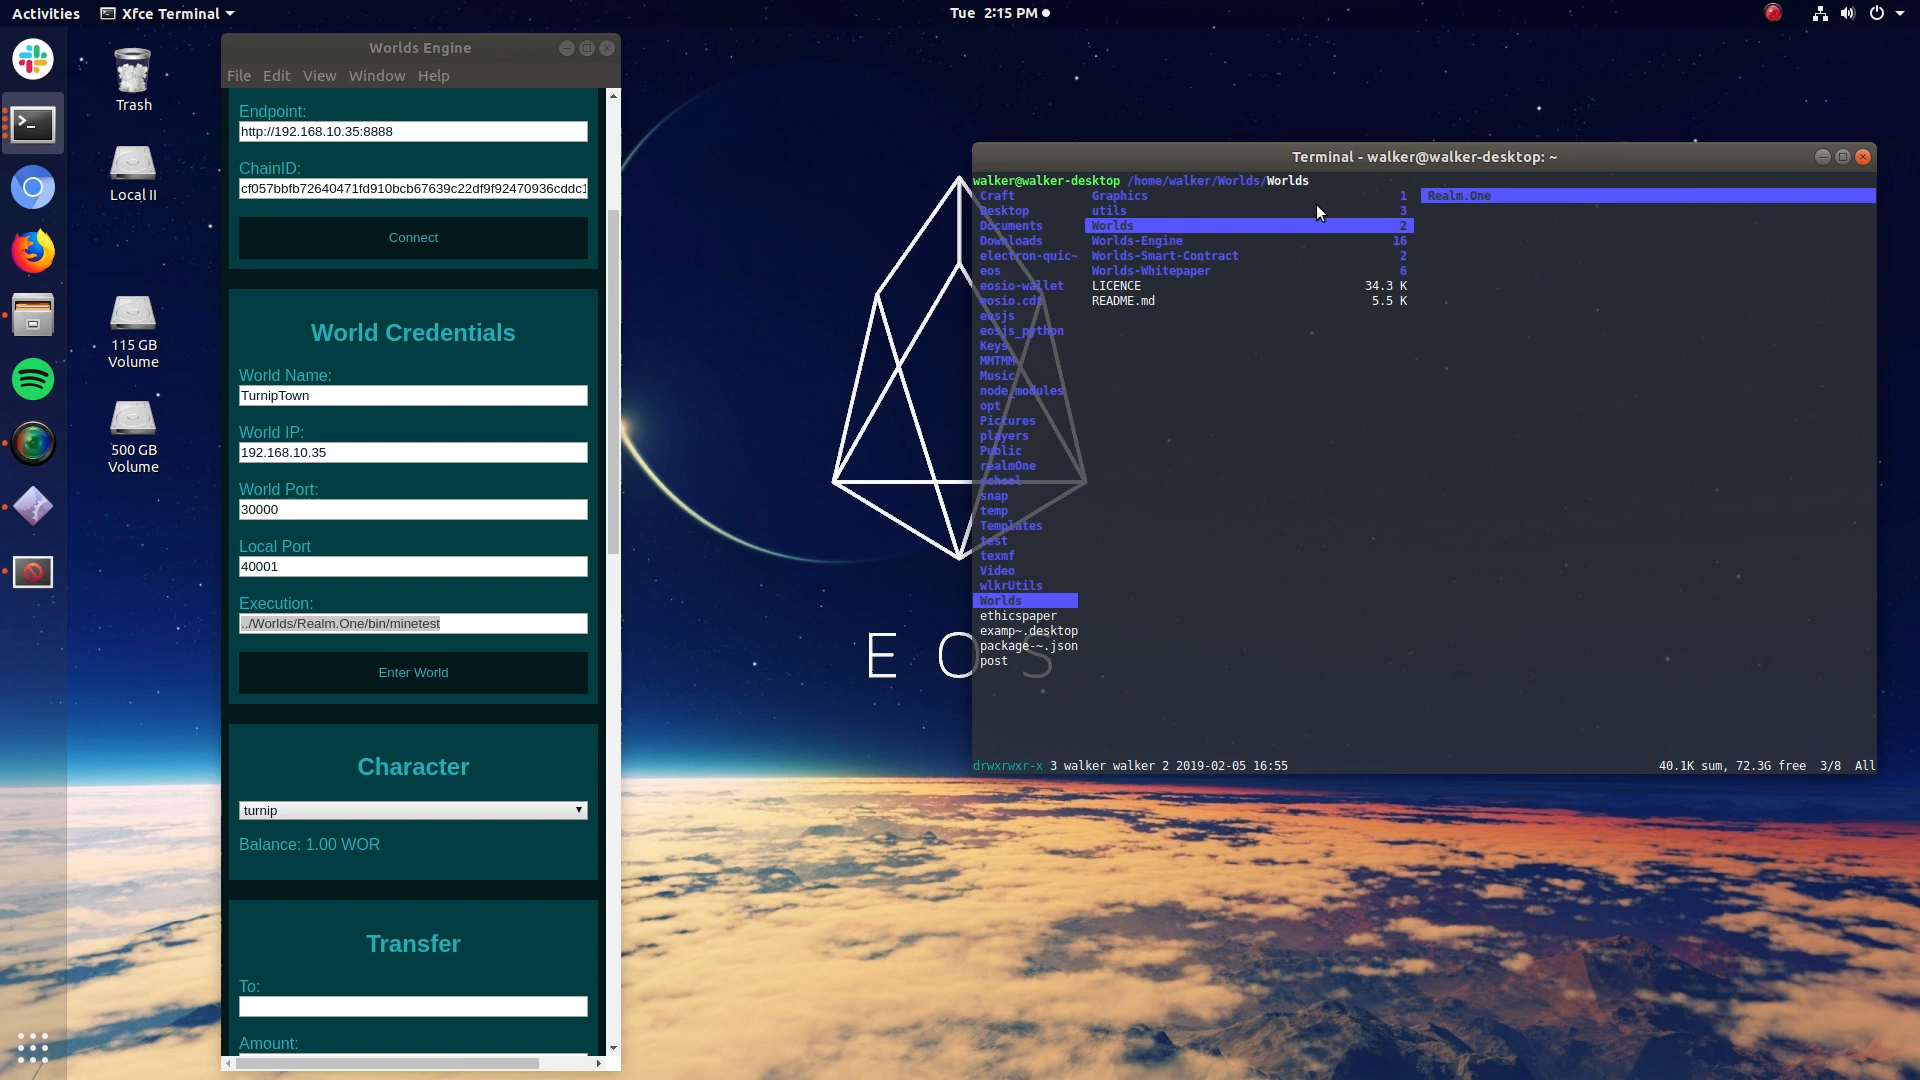 Activities
Xfce Terminal
Tue 2:15 PM
Trash
Local II
115 GB
Volume
500 GB
Volume
Worlds Engine
File Edit View Window Help
Endpoint:
http://192.168.10.35:8888
ChainID:
Connect
World Credentials
World Name:
TurnipTown
World IP:
192.168.10.35
World Port:
30000
Local Port
40001
Execution:
../Worlds/Realm.One/bin/minetest
Enter World
Character
turnip
Balance: 1.00 WOR
Transfer
To:
Amount:
E O S
Terminal - walker@walker-desktop: ~
walker@walker-desktop /home/walker/Worlds/Worlds
Craft Graphics 1 Realm.One
Desktop utils 3
Documents Worlds 2
Downloads Worlds-Engine 16
electron-quic~ Worlds-Smart-Contract 2
eos Worlds-Whitepaper 6
eosio-wallet LICENCE 34.3 K
eosio.cdt README.md 5.5 K
eosjs
eosjs_python
Keys
MMTMM
Music
node_modules
opt
Pictures
players
Public
realmOne
school
snap
temp
Templates
test
texmf
Video
wlkrUtils
Worlds
ethicspaper
examp~.desktop
package-~.json
post
drwxrwxr-x 3 walker walker 2 2019-02-05 16:55 40.1K sum, 72.3G free 3/8 All